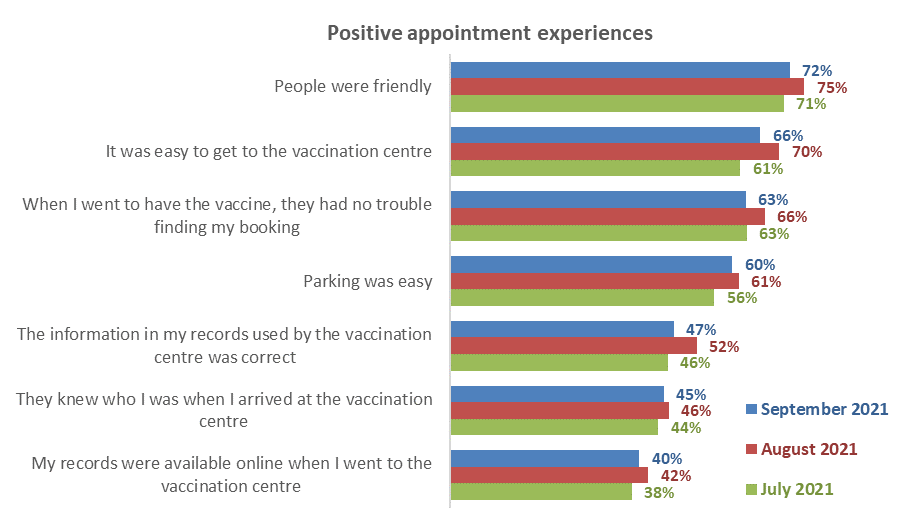 Positive appointment experiences
People were friendly
72%
75%
71%
It was easy to get to the vaccination centre
66%
70%
61%
When I went to have the vaccine, they had no trouble
finding my booking
63%
66%
63%
Parking was easy
60%
61%
56%
The information in my records used by the vaccination
centre was correct
47%
52%
46%
They knew who I was when I arrived at the vaccination
centre
45%
46%
44%
My records were available online when I went to the
vaccination centre
40%
42%
38%
September 2021
August 2021
July 2021